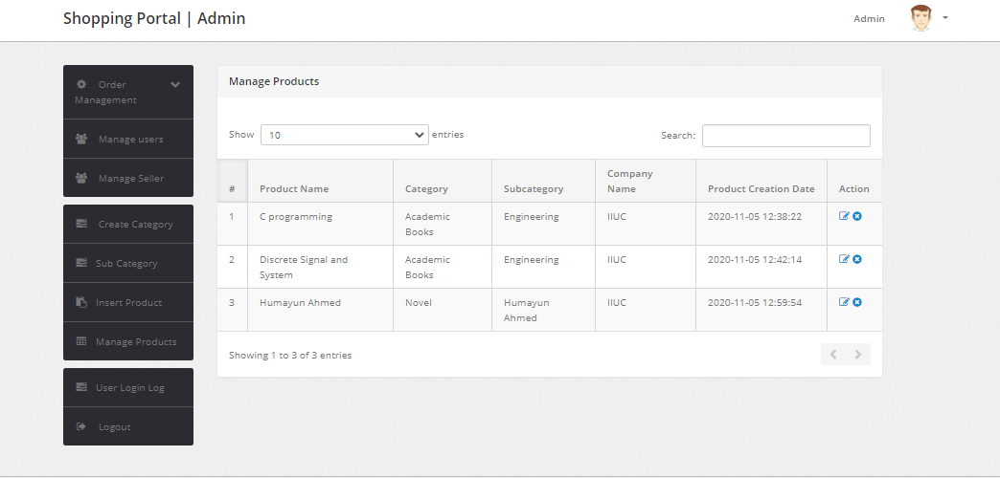 Shopping Portal | Admin
Admin
Order
Management
Manage users
Manage Seller
Create Category
Sub Category
Insert Product
Manage Products
User Login Log
Logout
Manage Products
Show 10 entries
Search:
# Product Name Category Subcategory Company Name Product Creation Date Action
1 C programming Academic Books Engineering IIUC 2020-11-05 12:38:22
2 Discrete Signal and System Academic Books Engineering IIUC 2020-11-05 12:42:14
3 Humayun Ahmed Novel Humayun Ahmed IIUC 2020-11-05 12:59:54
Showing 1 to 3 of 3 entries